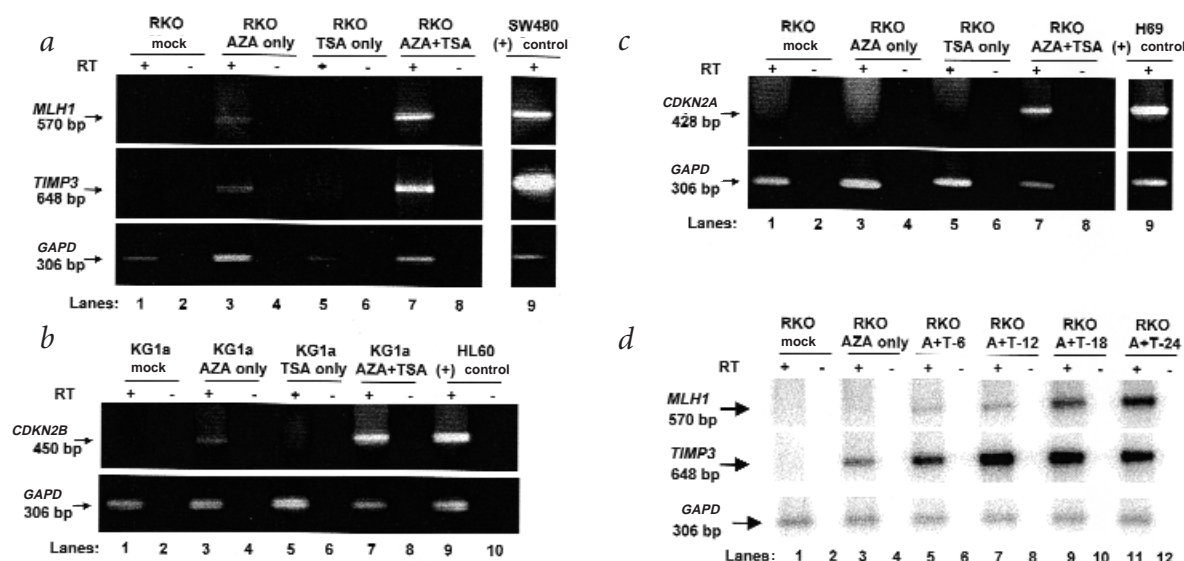 a
RKO mock RKO AZA only RKO TSA only RKO AZA+TSA SW480 (+) control
RT + - + - + - + - +
MLH1
570 bp
TIMP3
648 bp
GAPD
306 bp
Lanes: 1 2 3 4 5 6 7 8 9
b
KG1a mock KG1a AZA only KG1a TSA only KG1a AZA+TSA HL60 (+) control
RT + - + - + - + - + -
CDKN2B
450 bp
GAPD
306 bp
Lanes: 1 2 3 4 5 6 7 8 9 10
c
RKO mock RKO AZA only RKO TSA only RKO AZA+TSA H69 (+) control
RT + - + - + - + - +
CDKN2A
428 bp
GAPD
306 bp
Lanes: 1 2 3 4 5 6 7 8 9
d
RKO mock RKO AZA only RKO A+T-6 RKO A+T-12 RKO A+T-18 RKO A+T-24
RT + - + - + - + - + - + -
MLH1
570 bp
TIMP3
648 bp
GAPD
306 bp
Lanes: 1 2 3 4 5 6 7 8 9 10 11 12